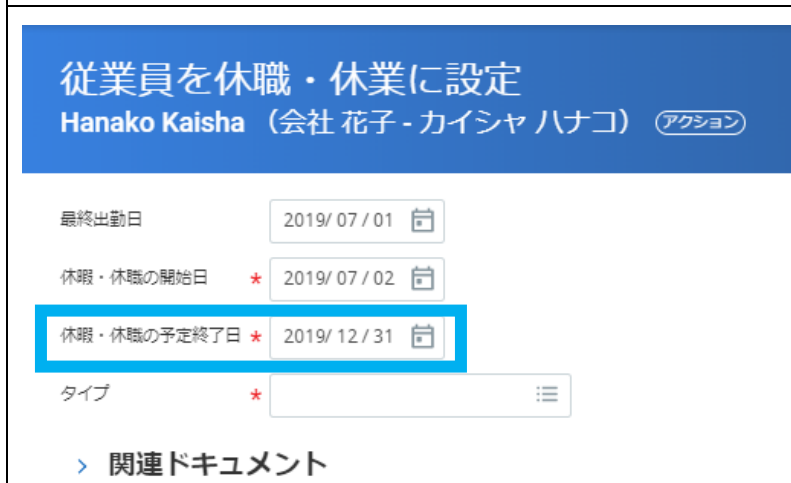 従業員を休職・休業に設定
Hanako Kaisha （会社 花子 - カイシャ ハナコ） アクション
最終出勤日 2019/ 07 / 01
休暇・休職の開始日 * 2019/ 07 / 02
休暇・休職の予定終了日 * 2019/ 12 / 31
タイプ *
> 関連ドキュメント